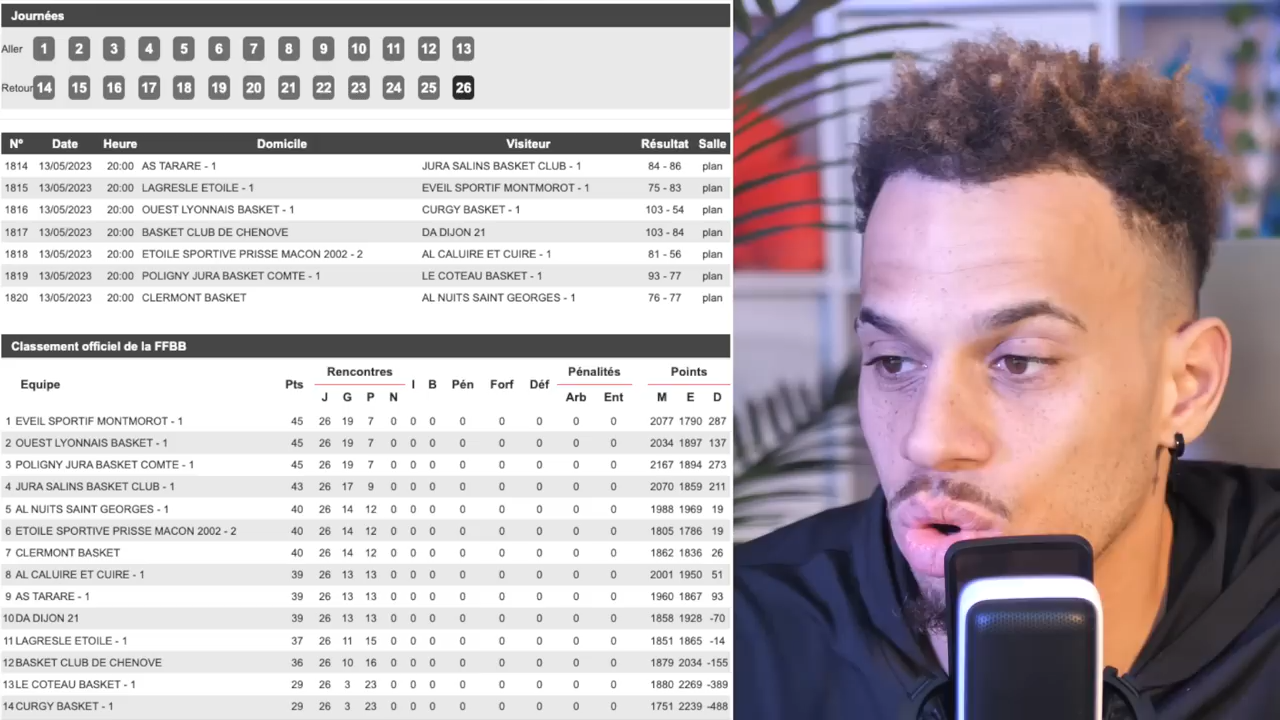 Journées
Aller 1 2 3 4 5 6 7 8 9 10 11 12 13
Retour 14 15 16 17 18 19 20 21 22 23 24 25 26
N° Date Heure Domicile Visiteur Résultat Salle
1814 13/05/2023 20:00 AS TARARE - 1 JURA SALINS BASKET CLUB - 1 84 - 86 plan
1815 13/05/2023 20:00 LAGRESLE ETOILE - 1 EVEIL SPORTIF MONTMOROT - 1 75 - 83 plan
1816 13/05/2023 20:00 OUEST LYONNAIS BASKET - 1 CURGY BASKET - 1 103 - 54 plan
1817 13/05/2023 20:00 BASKET CLUB DE CHENOVE DA DIJON 21 103 - 84 plan
1818 13/05/2023 20:00 ETOILE SPORTIVE PRISSE MACON 2002 - 2 AL CALUIRE ET CUIRE - 1 81 - 56 plan
1819 13/05/2023 20:00 POLIGNY JURA BASKET COMTE - 1 LE COTEAU BASKET - 1 93 - 77 plan
1820 13/05/2023 20:00 CLERMONT BASKET AL NUITS SAINT GEORGES - 1 76 - 77 plan
Classement officiel de la FFBB
Equipe Pts Rencontres I B Pén Forf Déf Pénalités Points
J G P N Arb Ent M E D
1 EVEIL SPORTIF MONTMOROT - 1 45 26 19 7 0 0 0 0 0 0 0 0 2077 1790 287
2 OUEST LYONNAIS BASKET - 1 45 26 19 7 0 0 0 0 0 0 0 0 2034 1897 137
3 POLIGNY JURA BASKET COMTE - 1 45 26 19 7 0 0 0 0 0 0 0 0 2167 1894 273
4 JURA SALINS BASKET CLUB - 1 43 26 17 9 0 0 0 0 0 0 0 0 2070 1859 211
5 AL NUITS SAINT GEORGES - 1 40 26 14 12 0 0 0 0 0 0 0 0 1988 1969 19
6 ETOILE SPORTIVE PRISSE MACON 2002 - 2 40 26 14 12 0 0 0 0 0 0 0 0 1805 1786 19
7 CLERMONT BASKET 40 26 14 12 0 0 0 0 0 0 0 0 1862 1836 26
8 AL CALUIRE ET CUIRE - 1 39 26 13 13 0 0 0 0 0 0 0 0 2001 1950 51
9 AS TARARE - 1 39 26 13 13 0 0 0 0 0 0 0 0 1960 1867 93
10 DA DIJON 21 39 26 13 13 0 0 0 0 0 0 0 0 1858 1928 -70
11 LAGRESLE ETOILE - 1 37 26 11 15 0 0 0 0 0 0 0 0 1851 1865 -14
12 BASKET CLUB DE CHENOVE 36 26 10 16 0 0 0 0 0 0 0 0 1879 2034 -155
13 LE COTEAU BASKET - 1 29 26 3 23 0 0 0 0 0 0 0 0 1880 2269 -389
14 CURGY BASKET - 1 29 26 3 23 0 0 0 0 0 0 0 0 1751 2239 -488